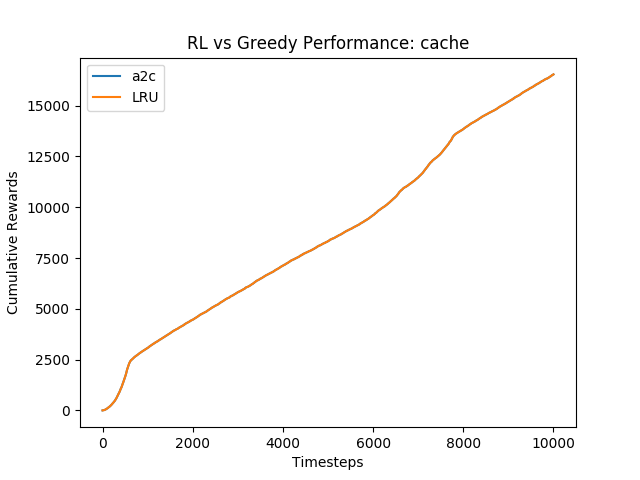 RL vs Greedy Performance: cache
a2c
LRU
15000
12500
10000
7500
5000
2500
0
Cumulative Rewards
0 2000 4000 6000 8000 10000
Timesteps